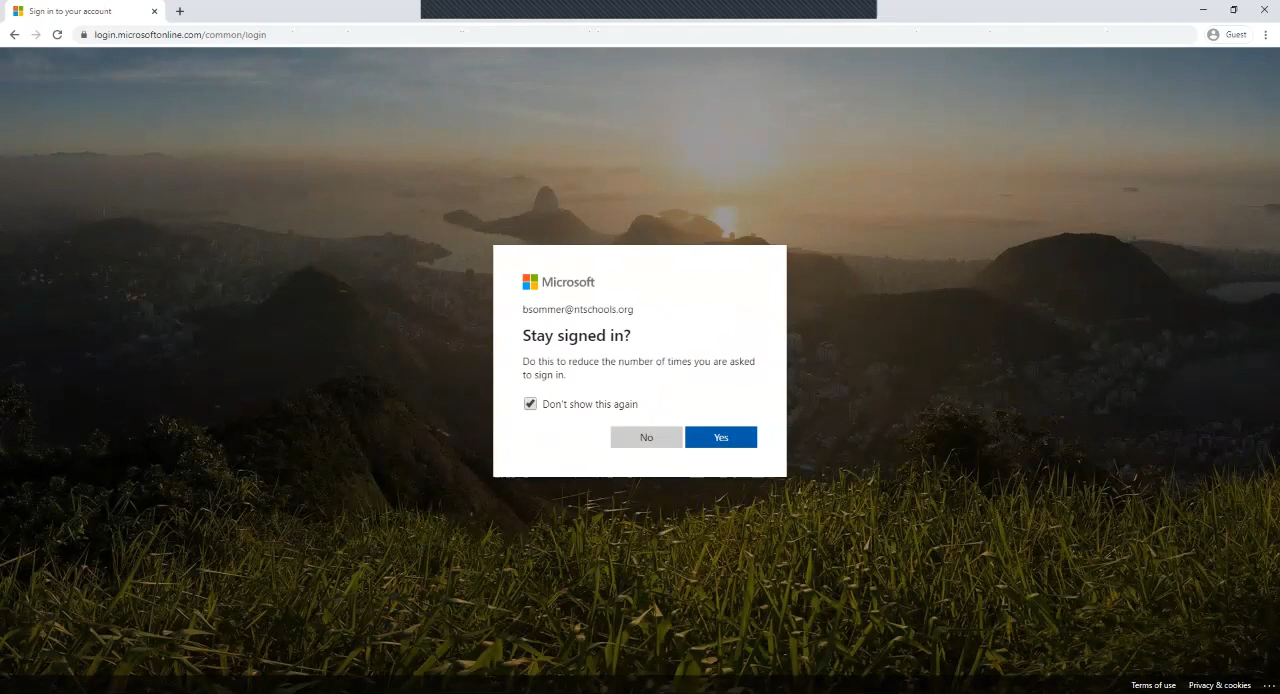 Sign in to your account
login.microsoftonline.com/common/login
Guest
Microsoft
bsommer@ntschools.org
Stay signed in?
Do this to reduce the number of times you are asked
to sign in.
Don't show this again
No
Yes
Terms of use
Privacy & cookies